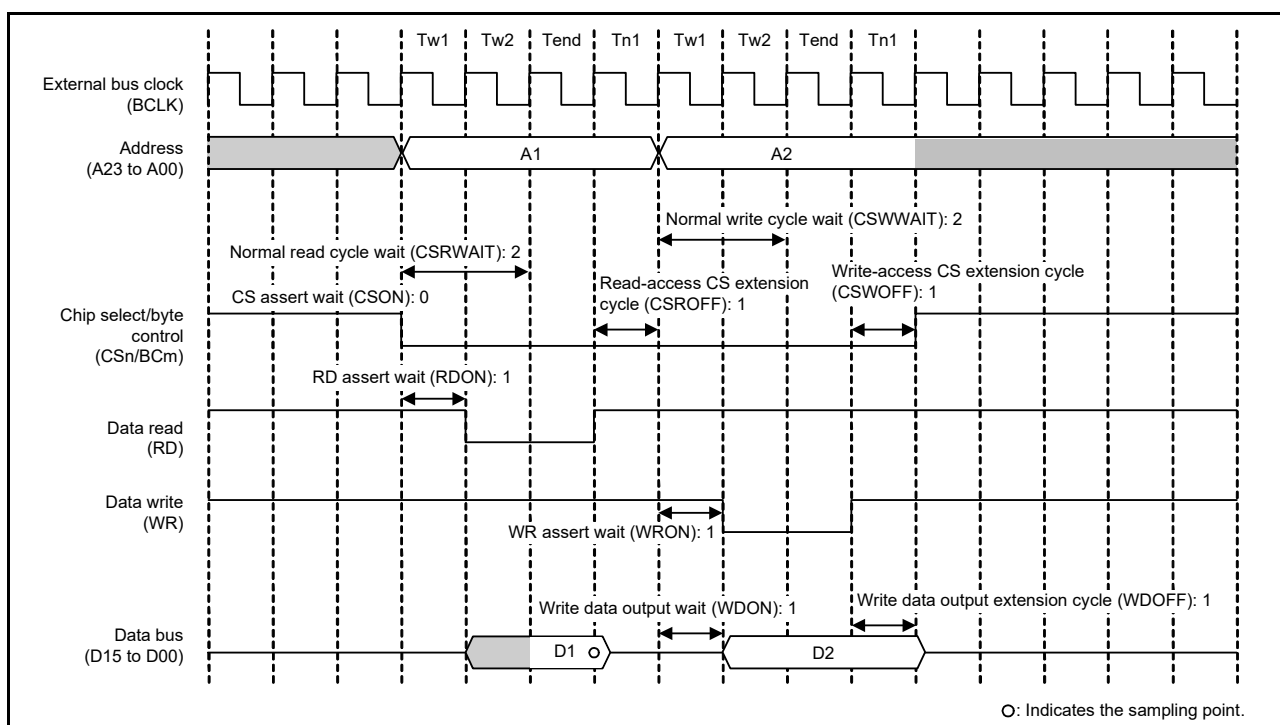 Tw1 Tw2 Tend Tn1 Tw1 Tw2 Tend Tn1
External bus clock
(BCLK)
Address
(A23 to A00)
A1 A2
Normal write cycle wait (CSWWAIT): 2
Normal read cycle wait (CSRWAIT): 2
Read-access CS extension
cycle (CSROFF): 1
Write-access CS extension cycle
(CSWOFF): 1
CS assert wait (CSON): 0
Chip select/byte
control
(CSn/BCm)
RD assert wait (RDON): 1
Data read
(RD)
Data write
(WR)
WR assert wait (WRON): 1
Write data output wait (WDON): 1
Write data output extension cycle (WDOFF): 1
Data bus
(D15 to D00)
D1 D2
O: Indicates the sampling point.